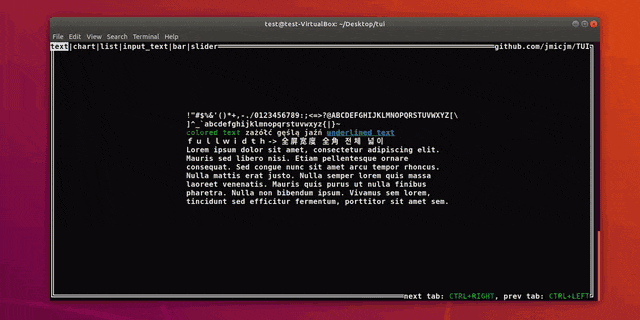 test@test-VirtualBox: ~/Desktop/tui
File Edit View Search Terminal Help
text|chart|list|input_text|bar|slider github.com/jmicjm/TUI
!"#$%&'()*+,-./0123456789:;<=>?@ABCDEFGHIJKLMNOPQRSTUVWXYZ[\
]^_`abcdefghijklmnopqrstuvwxyz{|}~
colored text zażółć gęślą jaźń underlined text
ｆｕｌｌｗｉｄｔｈ-> 全屏宽度 全角 전체 넓이
Lorem ipsum dolor sit amet, consectetur adipiscing elit.
Mauris sed libero nisi. Etiam pellentesque ornare
consequat. Sed congue nunc sit amet arcu tempor rhoncus.
Nulla mattis erat justo. Nulla semper lorem quis massa
laoreet venenatis. Mauris quis purus ut nulla finibus
pharetra. Nulla non bibendum ipsum. Vivamus sem lorem,
tincidunt sed efficitur fermentum, porttitor sit amet sem.
next tab: CTRL+RIGHT, prev tab: CTRL+LEFT